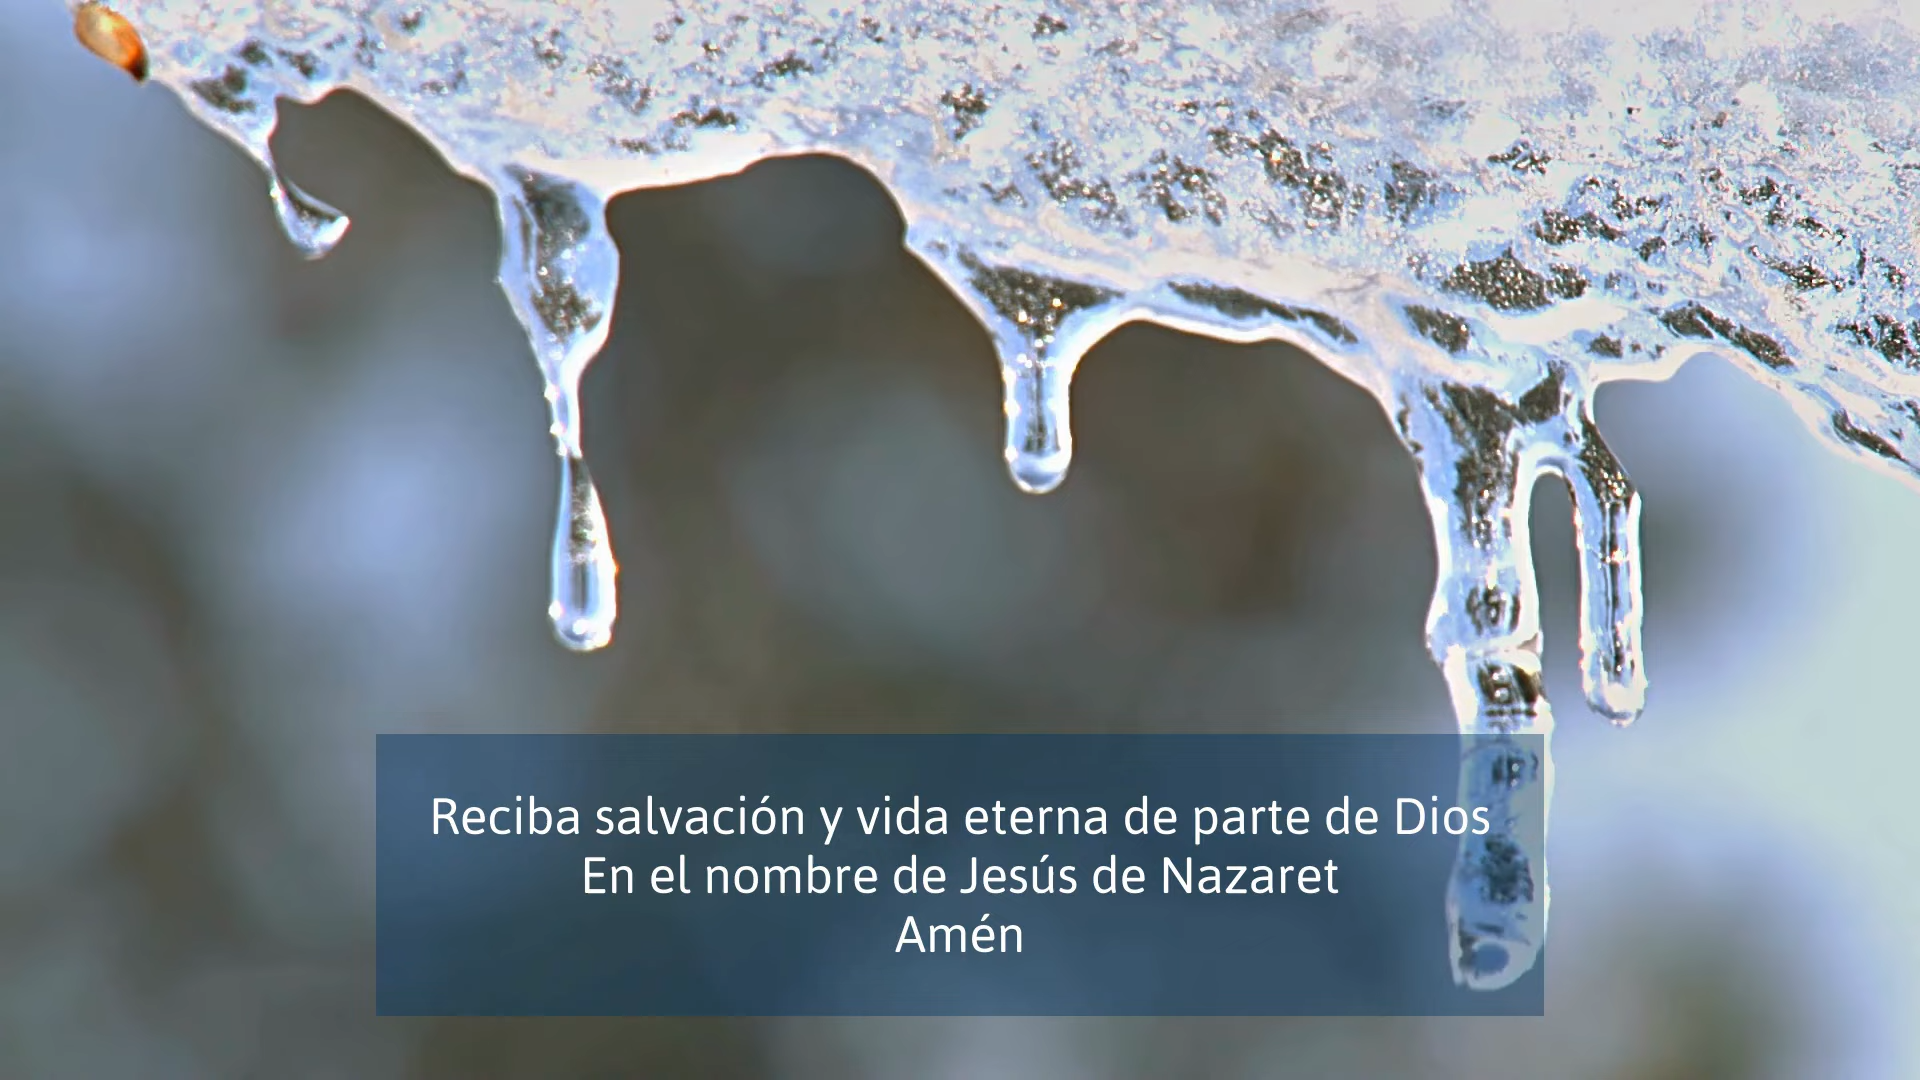 Reciba salvación y vida eterna de parte de Dios
En el nombre de Jesús de Nazaret
Amén